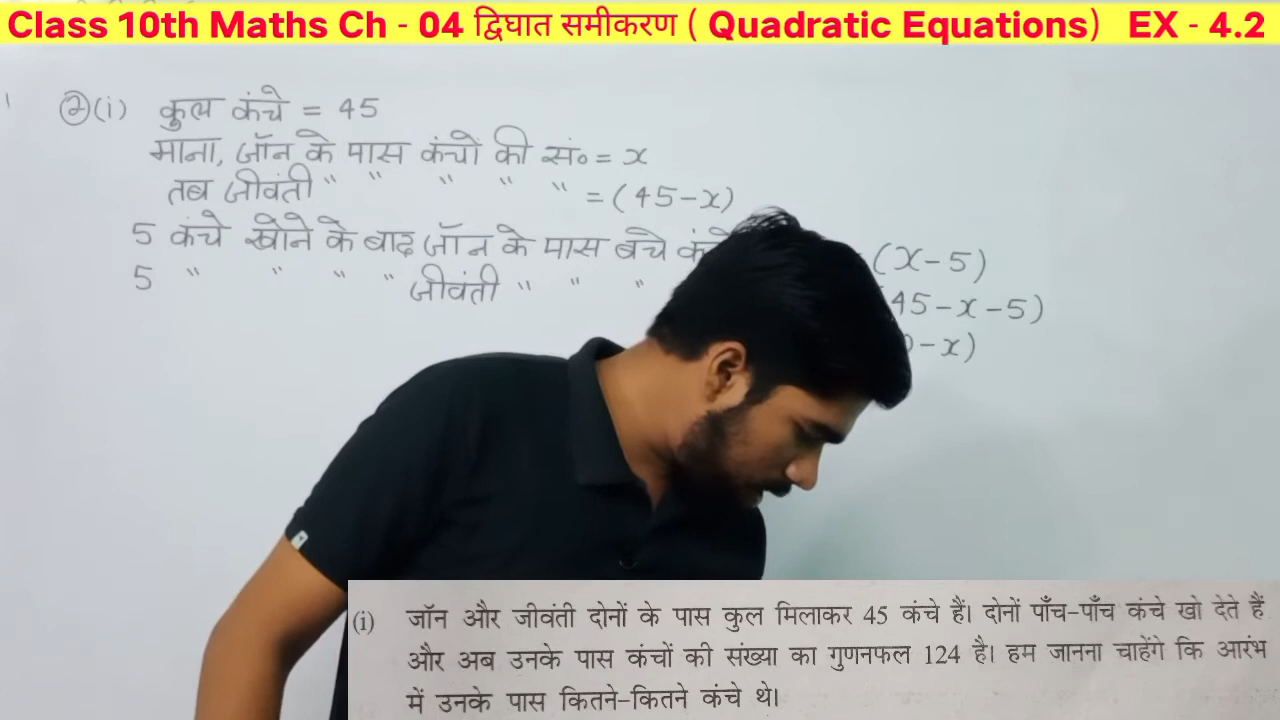 Class 10th Maths Ch - 04 द्विघात समीकरण ( Quadratic Equations) EX - 4.2
②(i) कुल कंचे = 45
माना, जॉन के पास कंचों की सं० = x
तब जीवंती " " " " " = (45-x)
5 कंचे खोने के बाद जॉन के पास बचे (x-5)
5 " " " " जीवंती " " " 45-x-5)
-x)
(i) जॉन और जीवंती दोनों के पास कुल मिलाकर 45 कंचे हैं। दोनों पाँच-पाँच कंचे खो देते हैं
और अब उनके पास कंचों की संख्या का गुणनफल 124 है। हम जानना चाहेंगे कि आरंभ
में उनके पास कितने-कितने कंचे थे।